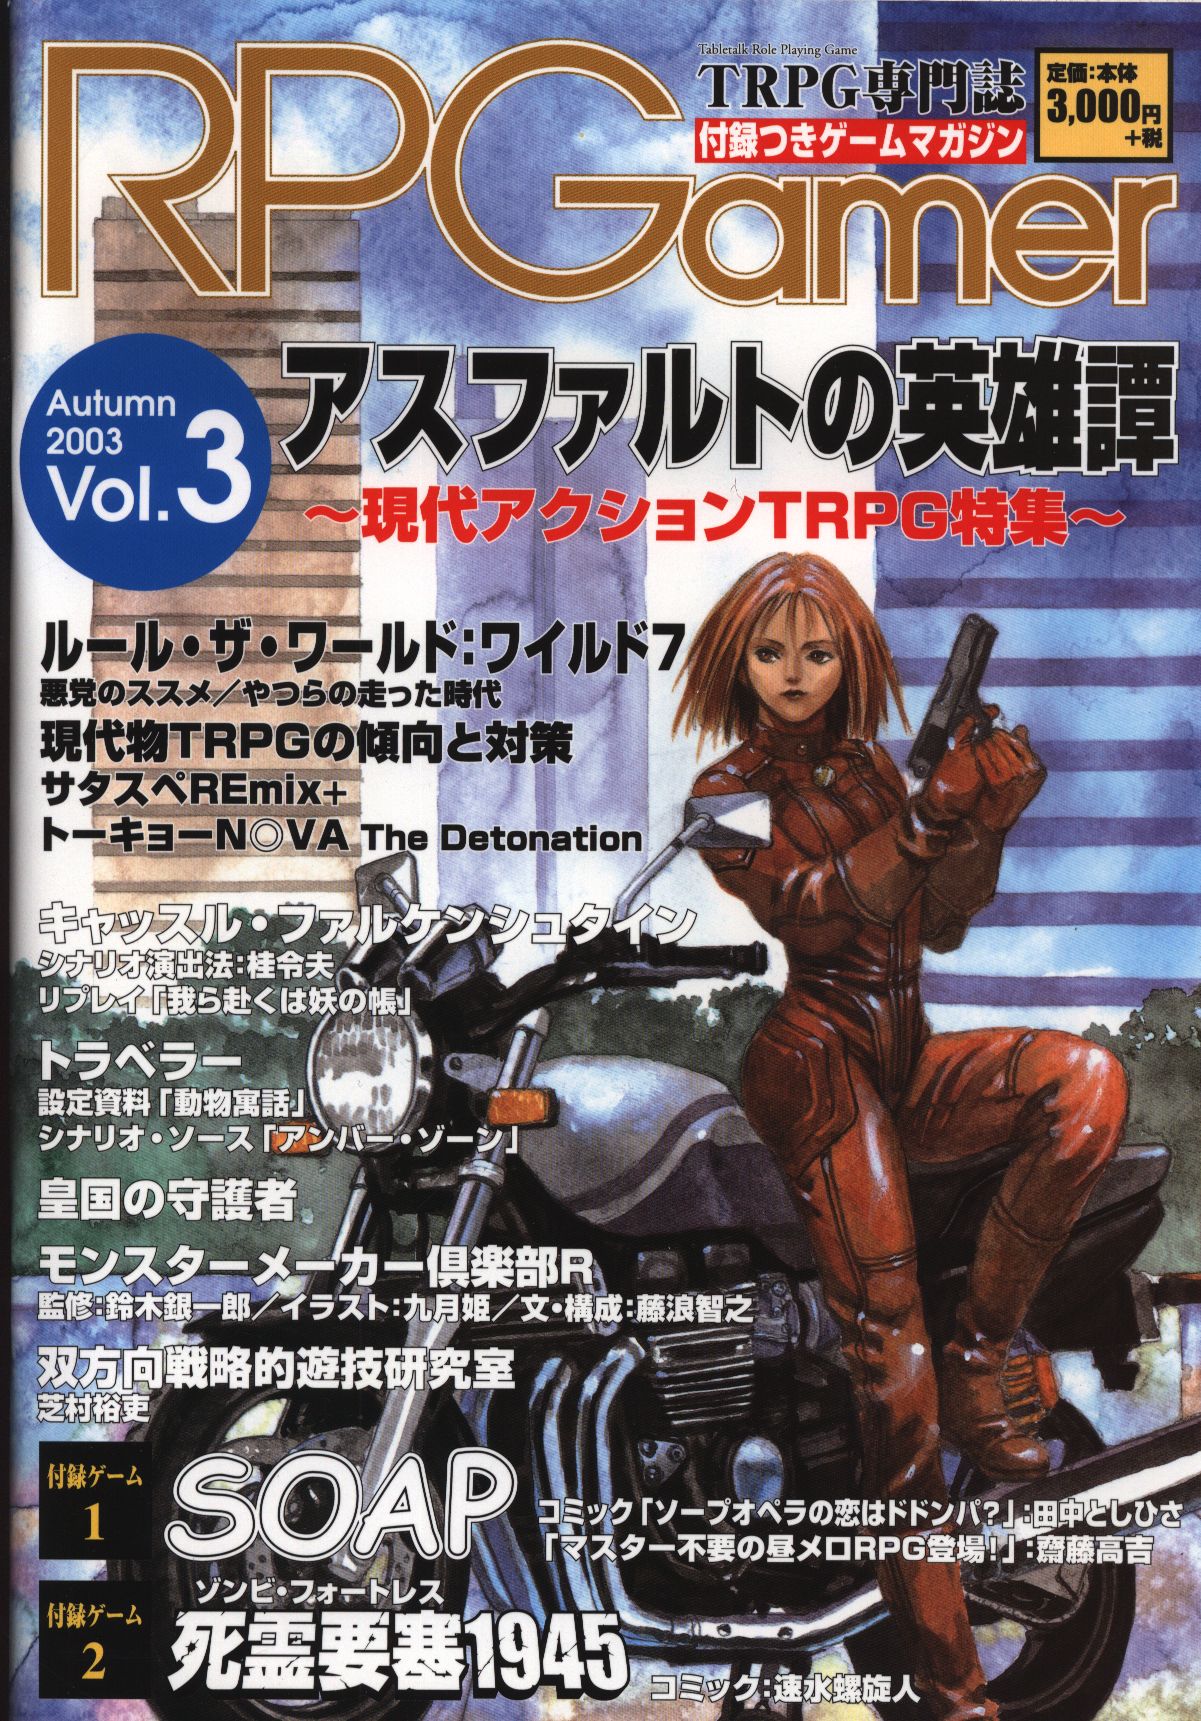 Tabletalk Role Playing Game
TRPG専門誌
付録つきゲームマガジン
定価:本体
3,000円
+税
RPGamer
Autumn
2003
Vol.3
アスファルトの英雄譚
〜現代アクションTRPG特集〜
ルール・ザ・ワールド:ワイルド7
悪党のススメ/やつらの走った時代
現代物TRPGの傾向と対策
サタスペREmix+
トーキョーN◎VA The Detonation
キャッスル・ファルケンシュタイン
シナリオ演出法:桂令夫
リプレイ「我ら赴くは妖の帳」
トラベラー
設定資料「動物寓話」
シナリオ・ソース「アンバー・ゾーン」
皇国の守護者
モンスターメーカー倶楽部R
監修:鈴木銀一郎/イラスト:九月姫/文・構成:藤浪智之
双方向戦略的遊技研究室
芝村裕吏
付録ゲーム
1
SOAP
コミック「ソープオペラの恋はドドンパ?」:田中としひさ
「マスター不要の昼メロRPG登場!」:齋藤高吉
付録ゲーム
2
ゾンビ・フォートレス
死霊要塞1945
コミック:速水螺旋人